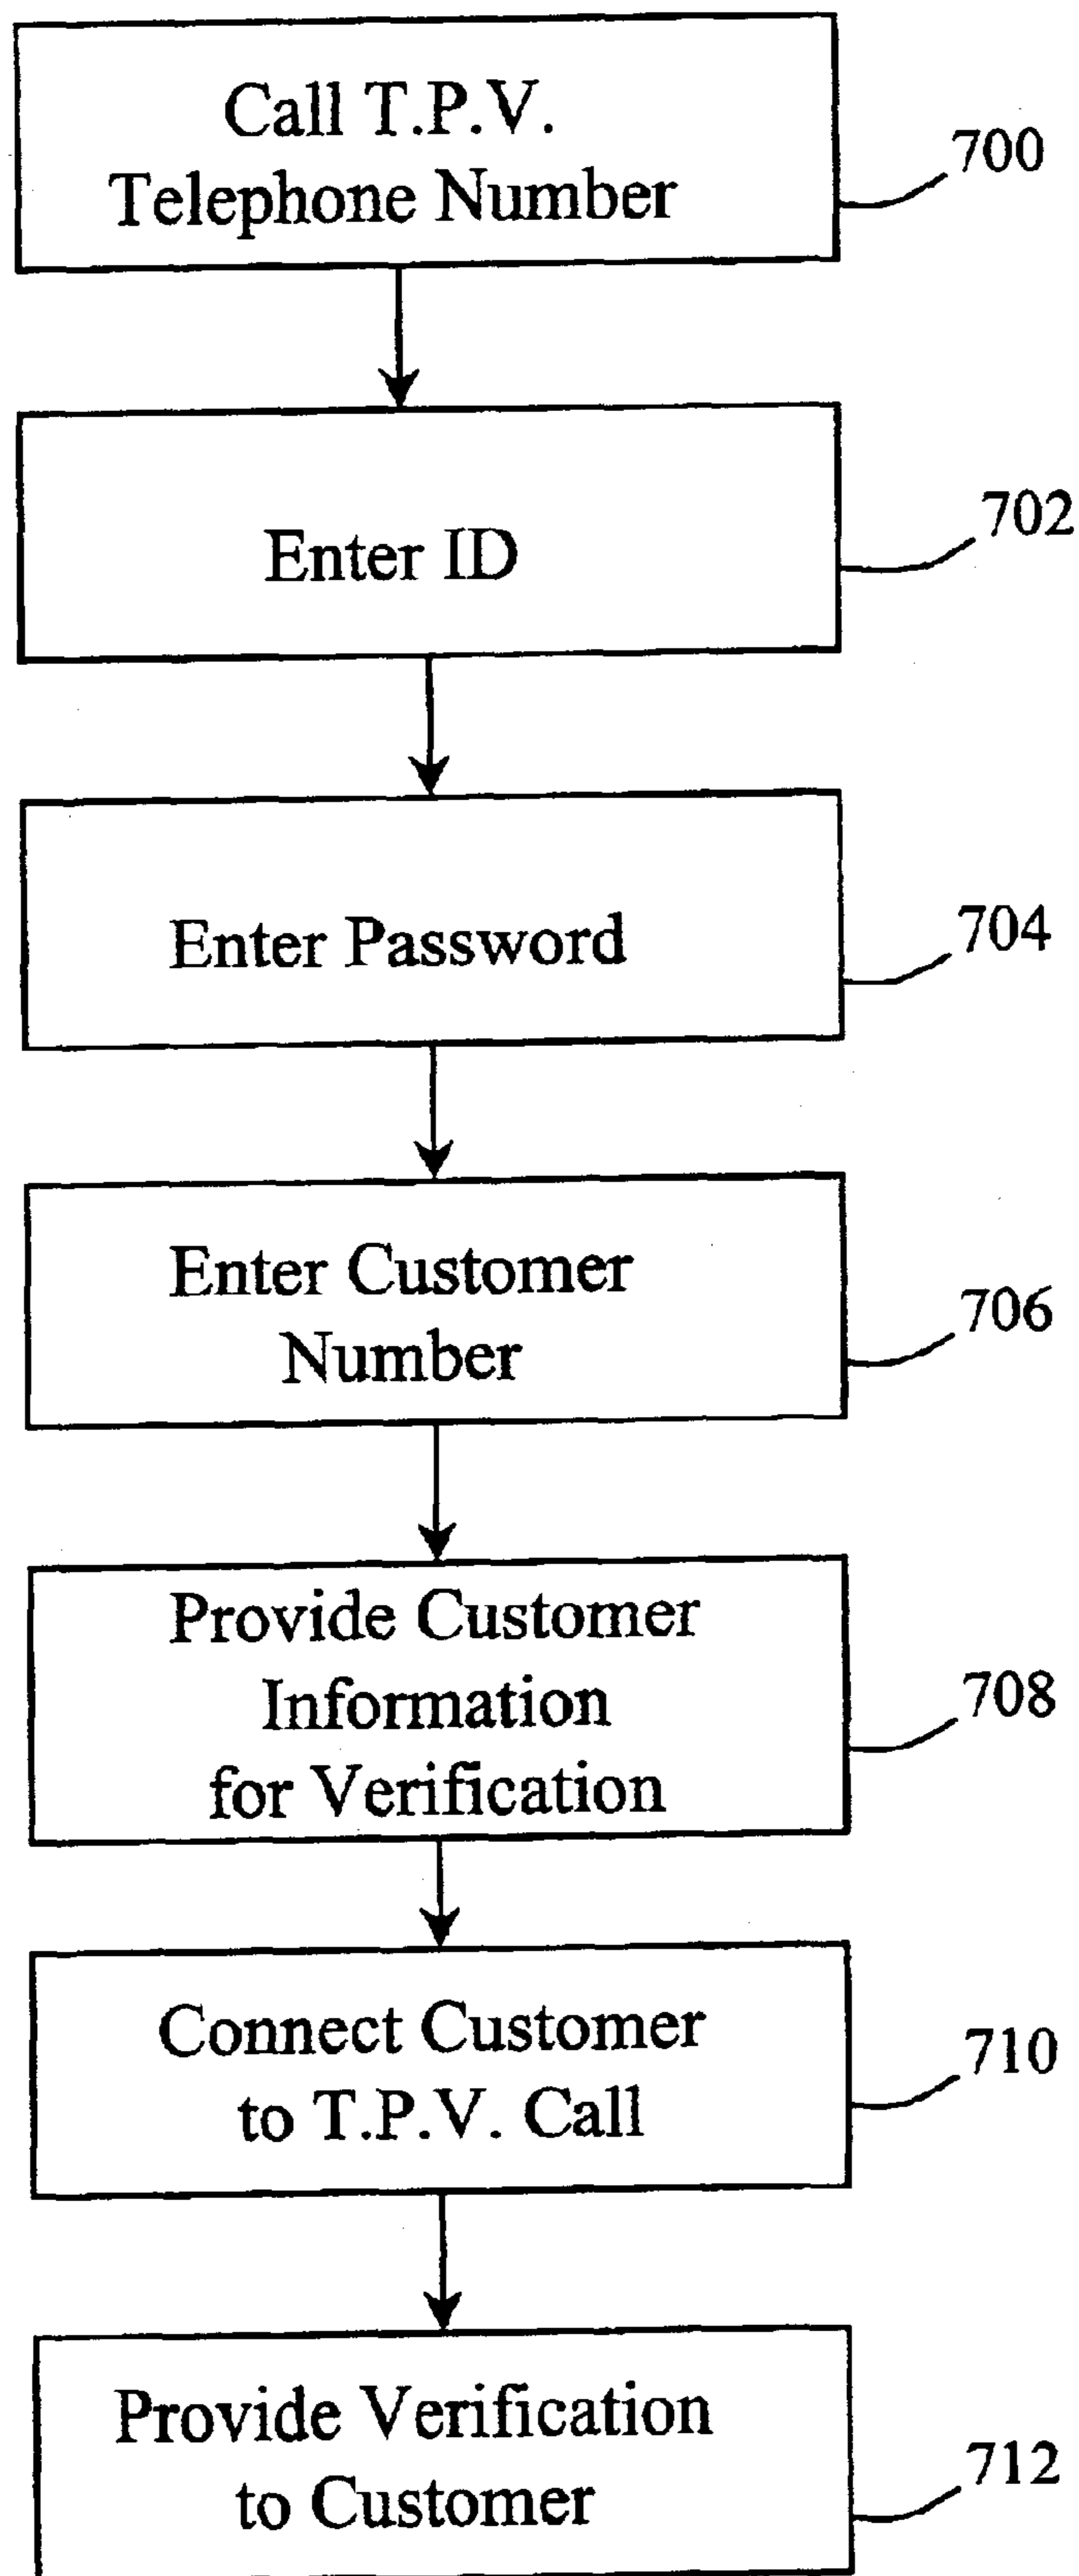 Call T.P.V.
Telephone Number
700
Enter ID
702
Enter Password
704
Enter Customer
Number
706
Provide Customer
Information
for Verification
708
Connect Customer
to T.P.V. Call
710
Provide Verification
to Customer
712